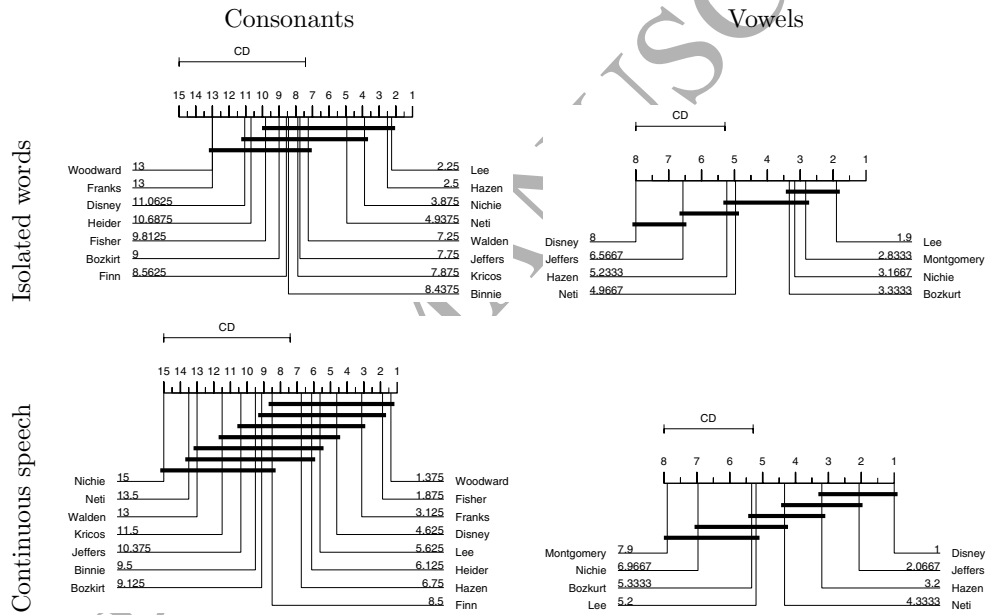 Consonants
Vowels
Isolated words
CD
15 14 13 12 11 10 9 8 7 6 5 4 3 2 1
Woodward 13
Franks 13
Disney 11.0625
Heider 10.6875
Fisher 9.8125
Bozkirt 9
Finn 8.5625
2.25 Lee
2.5 Hazen
3.875 Nichie
4.9375 Neti
7.25 Walden
7.75 Jeffers
7.875 Kricos
8.4375 Binnie
CD
8 7 6 5 4 3 2 1
Disney 8
Jeffers 6.5667
Hazen 5.2333
Neti 4.9667
1.9 Lee
2.8333 Montgomery
3.1667 Nichie
3.3333 Bozkurt
Continuous speech
CD
15 14 13 12 11 10 9 8 7 6 5 4 3 2 1
Nichie 15
Neti 13.5
Walden 13
Kricos 11.5
Jeffers 10.375
Binnie 9.5
Bozkirt 9.125
1.375 Woodward
1.875 Fisher
3.125 Franks
4.625 Disney
5.625 Lee
6.125 Heider
6.75 Hazen
8.5 Finn
CD
8 7 6 5 4 3 2 1
Montgomery 7.9
Nichie 6.9667
Bozkurt 5.3333
Lee 5.2
1 Disney
2.0667 Jeffers
3.2 Hazen
4.3333 Neti